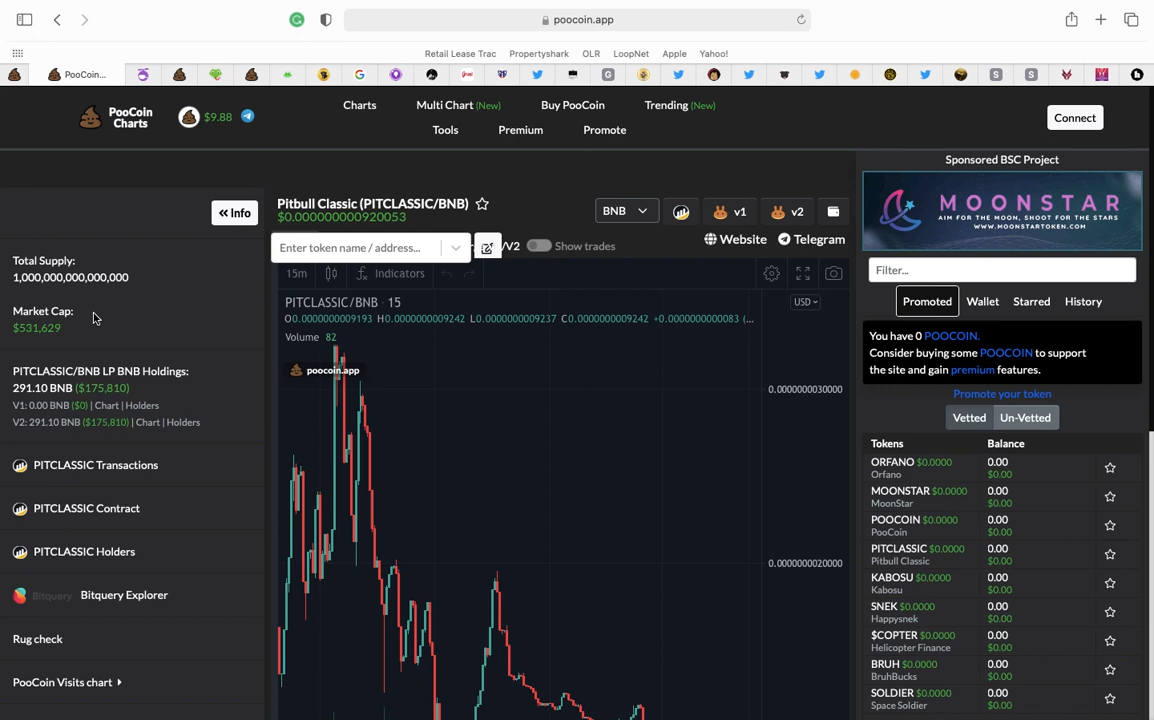 poocoin.app
Retail Lease Trac Propertyshark OLR LoopNet Apple Yahoo!
PooCoin...
PooCoin
Charts
$9.88
Charts Multi Chart (New) Buy PooCoin Trending (New)
Tools Premium Promote
Connect
Sponsored BSC Project
MOONSTAR
AIM FOR THE MOON, SHOOT FOR THE STARS
WWW.MOONSTARTOKEN.COM
« Info
Total Supply:
1,000,000,000,000,000
Market Cap:
$531,629
PITCLASSIC/BNB LP BNB Holdings:
291.10 BNB ($175,810)
V1: 0.00 BNB ($0) | Chart | Holders
V2: 291.10 BNB ($175,810) | Chart | Holders
PITCLASSIC Transactions
PITCLASSIC Contract
PITCLASSIC Holders
Bitquery Bitquery Explorer
Rug check
PooCoin Visits chart
Pitbull Classic (PITCLASSIC/BNB)
$0.000000000920053
BNB v1 v2
Enter token name / address...
/V2 Show trades
Website Telegram
15m Indicators
PITCLASSIC/BNB · 15
USD
O0.0000000009193 H0.0000000009242 L0.0000000009237 C0.0000000009242 +0.0000000000083 (...
Volume 82
poocoin.app
0.0000000030000
0.0000000020000
Filter...
Promoted Wallet Starred History
You have 0 POOCOIN.
Consider buying some POOCOIN to support
the site and gain premium features.
Promote your token
Vetted Un-Vetted
Tokens Balance
ORFANO $0.0000 0.00
Orfano $0.00
MOONSTAR $0.0000 0.00
MoonStar $0.00
POOCOIN $0.0000 0.00
PooCoin $0.00
PITCLASSIC $0.0000 0.00
Pitbull Classic $0.00
KABOSU $0.0000 0.00
Kabosu $0.00
SNEK $0.0000 0.00
Happysnek $0.00
$COPTER $0.0000 0.00
Helicopter Finance $0.00
BRUH $0.0000 0.00
BruhBucks $0.00
SOLDIER $0.0000 0.00
Space Soldier $0.00